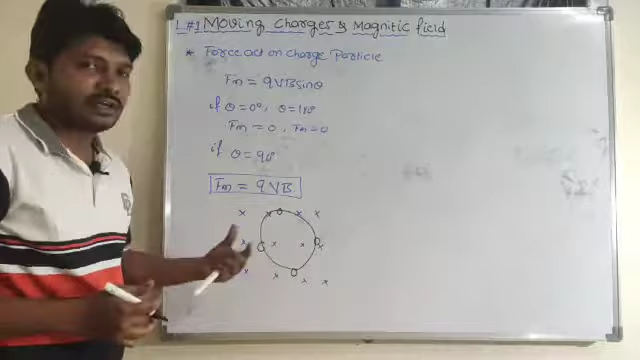 L#1 Moving Charges & Magnitic field
* Force act on charge Particle
Fm = qVBsinθ
if θ=0°, θ=180°
Fm=0, Fm=0
if θ=90°
Fm = qVB